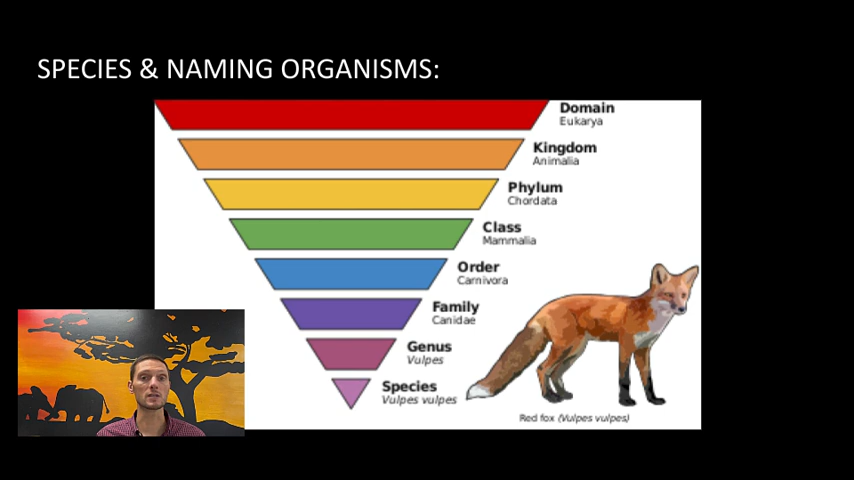 SPECIES & NAMING ORGANISMS:
Domain
Eukarya
Kingdom
Animalia
Phylum
Chordata
Class
Mammalia
Order
Carnivora
Family
Canidae
Genus
Vulpes
Species
Vulpes vulpes
Red fox (Vulpes vulpes)